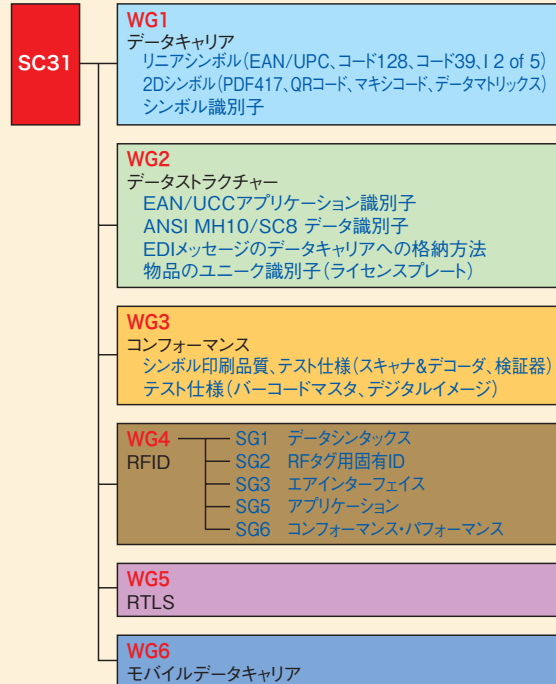 SC31
WG1
データキャリア
リニアシンボル(EAN/UPC、コード128、コード39、I 2 of 5)
2Dシンボル(PDF417、QRコード、マキシコード、データマトリックス)
シンボル識別子
WG2
データストラクチャー
EAN/UCCアプリケーション識別子
ANSI MH10/SC8 データ識別子
EDIメッセージのデータキャリアへの格納方法
物品のユニーク識別子(ライセンスプレート)
WG3
コンフォーマンス
シンボル印刷品質、テスト仕様(スキャナ&デコーダ、検証器)
テスト仕様(バーコードマスタ、デジタルイメージ)
WG4 SG1 データシンタックス
RFID SG2 RFタグ用固有ID
SG3 エアインターフェイス
SG5 アプリケーション
SG6 コンフォーマンス・パフォーマンス
WG5
RTLS
WG6
モバイルデータキャリア